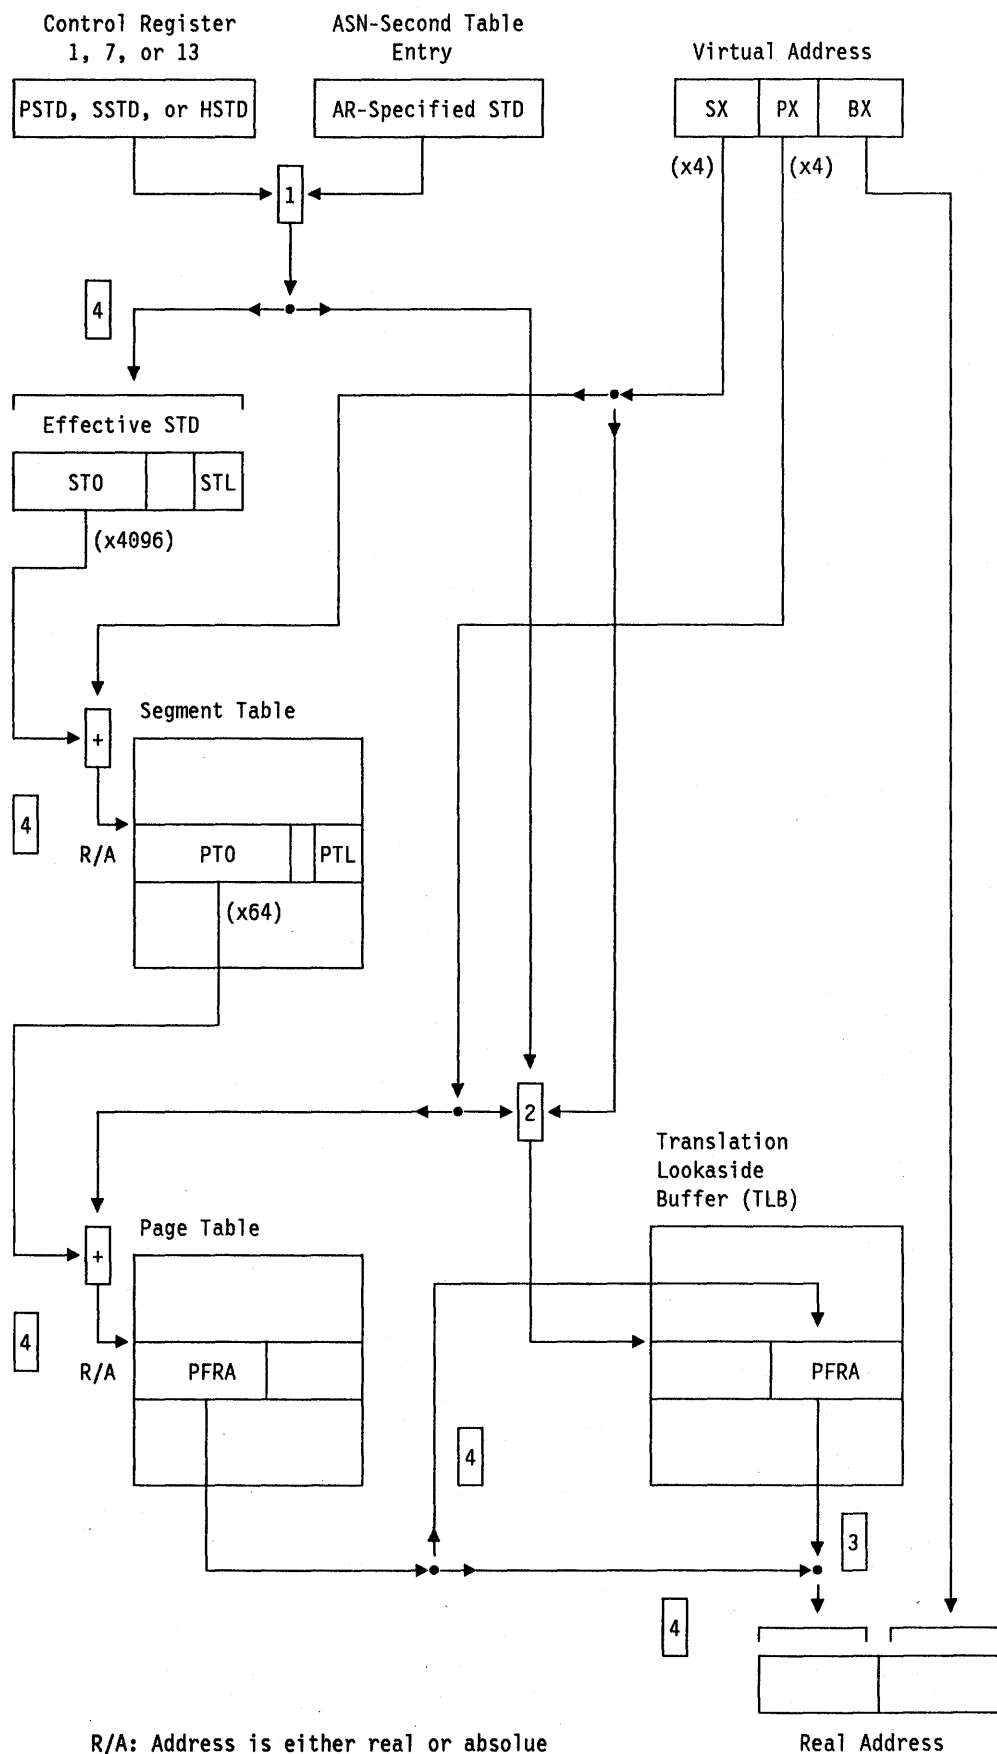 Control Register
1, 7, or 13
ASN-Second Table
Entry
Virtual Address
PSTD, SSTD, or HSTD
AR-Specified STD
SX
PX
BX
(x4)
(x4)
1
4
Effective STD
STO
STL
(x4096)
Segment Table
+
4
R/A
PTO
PTL
(x64)
2
Translation
Lookaside
Buffer (TLB)
Page Table
+
4
R/A
PFRA
PFRA
4
3
4
R/A: Address is either real or absolue
Real Address